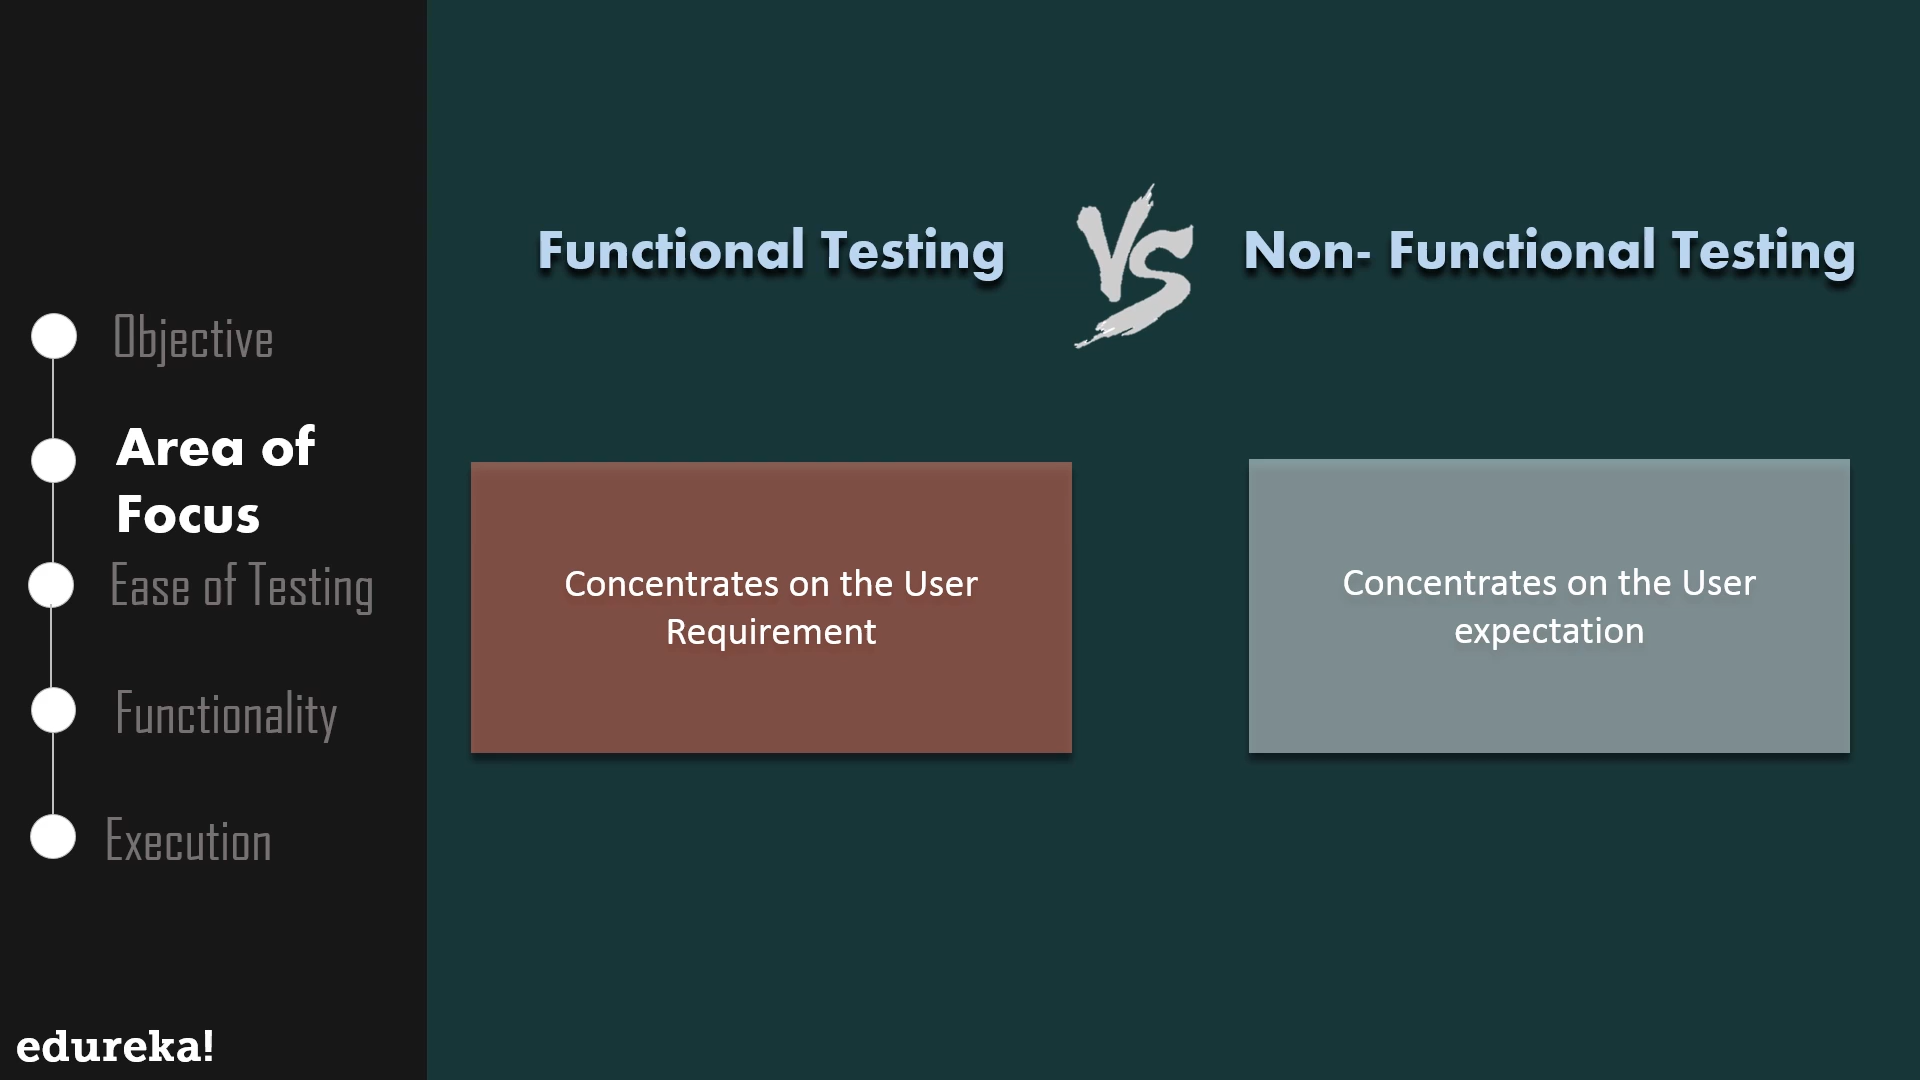 Objective
Area of
Focus
Ease of Testing
Functionality
Execution
edureka!
Functional Testing
VS
Non- Functional Testing
Concentrates on the User
Requirement
Concentrates on the User
expectation